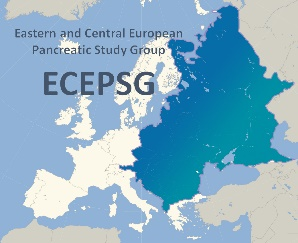 Eastern and Central European
Pancreatic Study Group
ECEPSG